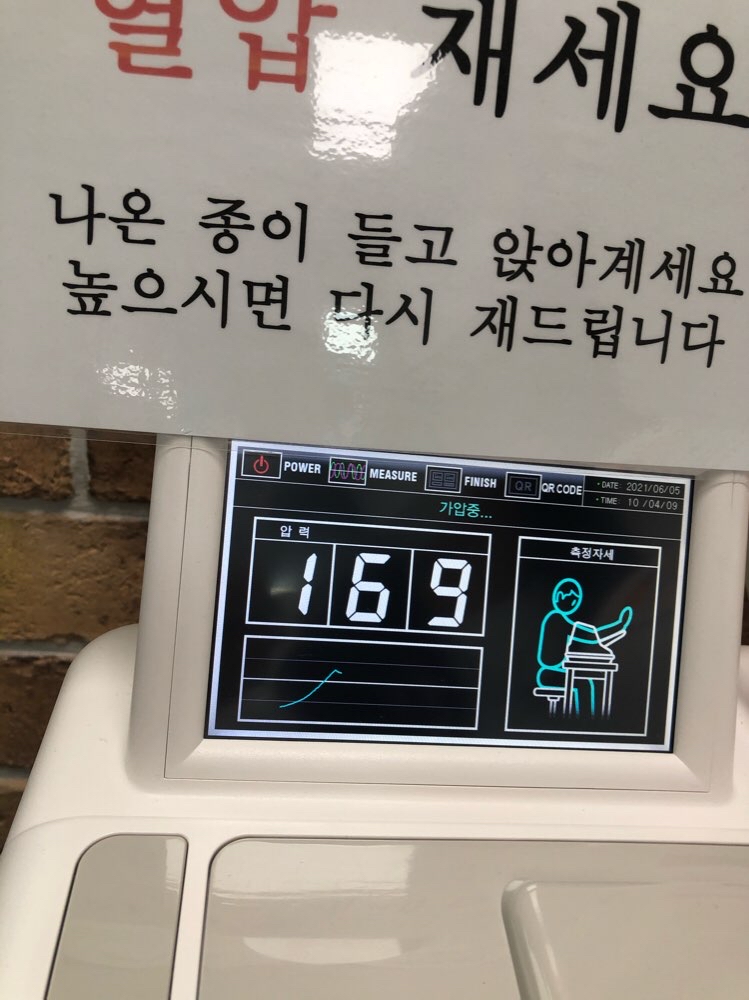 혈압 재세요
나온 종이 들고 앉아계세요
높으시면 다시 재드립니다
POWER MEASURE FINISH QR QR CODE
• DATE: 2021/06/05
• TIME: 10 /04/09
가압중...
압 력
169
측정자세